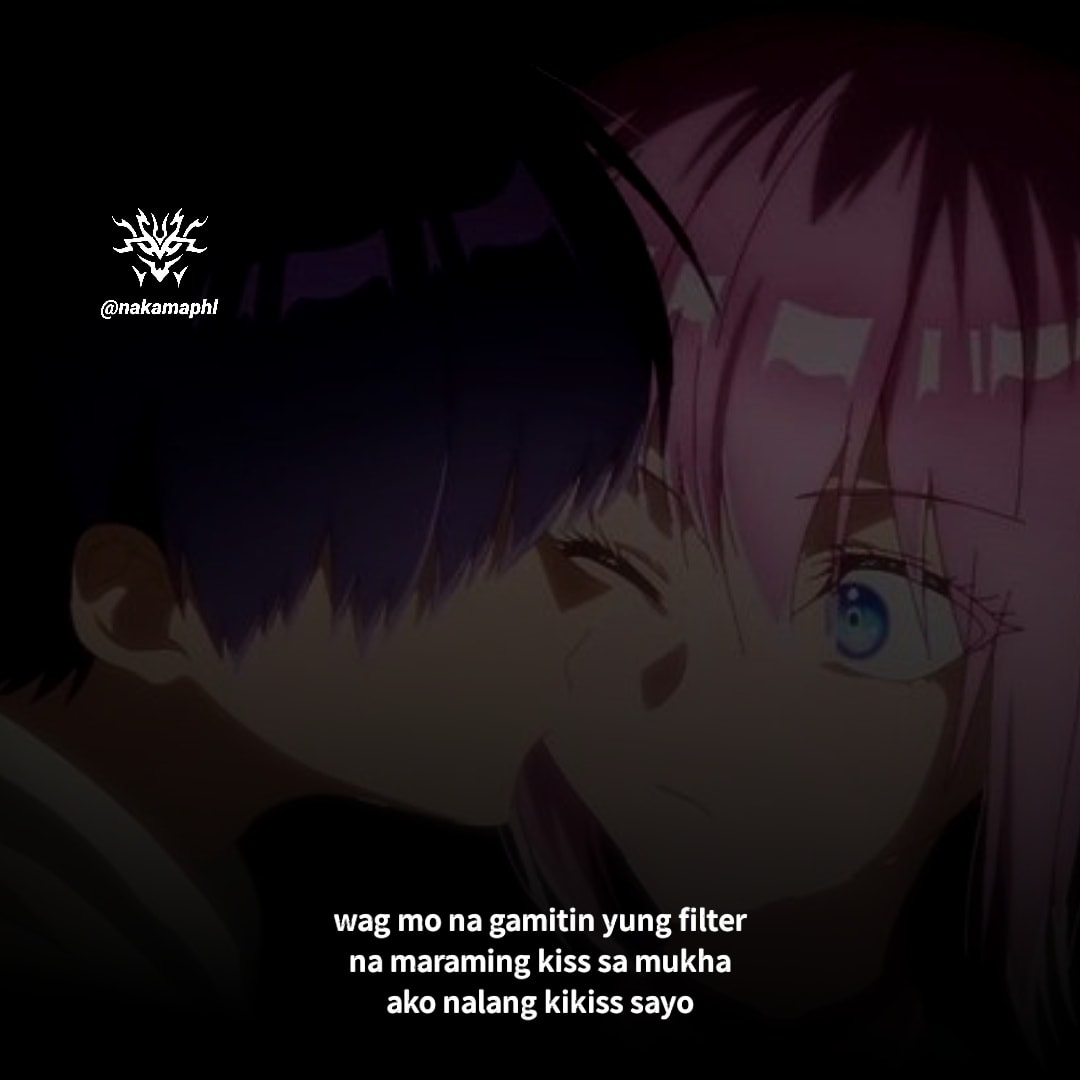 @nakamaphl
wag mo na gamitin yung filter
na maraming kiss sa mukha
ako nalang kikiss sayo